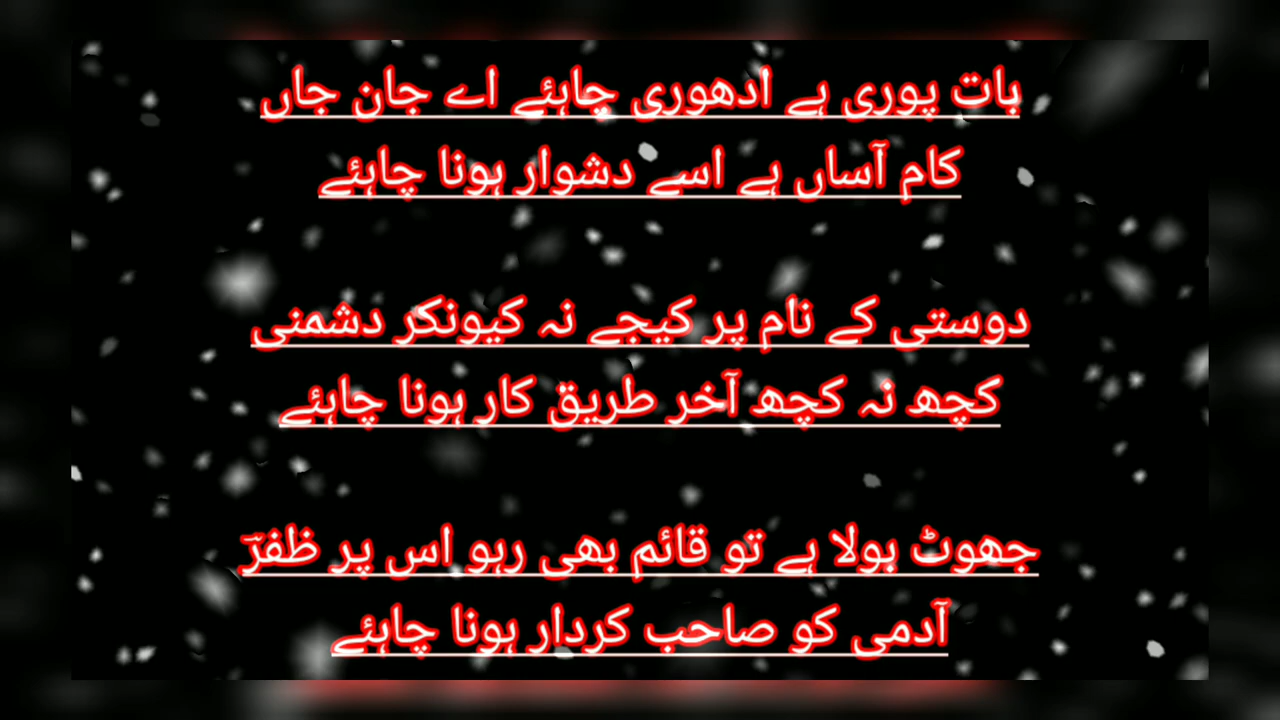 بات پوری ہے ادھوری چاہئے اے جان جاں
کام آساں ہے اسے دشوار ہونا چاہئے
دوستی کے نام پر کیجے نہ کیونکر دشمنی
کچھ نہ کچھ آخر طریق کار ہونا چاہئے
جھوٹ بولا ہے تو قائم بھی رہو اس پر ظفرؔ
آدمی کو صاحب کردار ہونا چاہئے